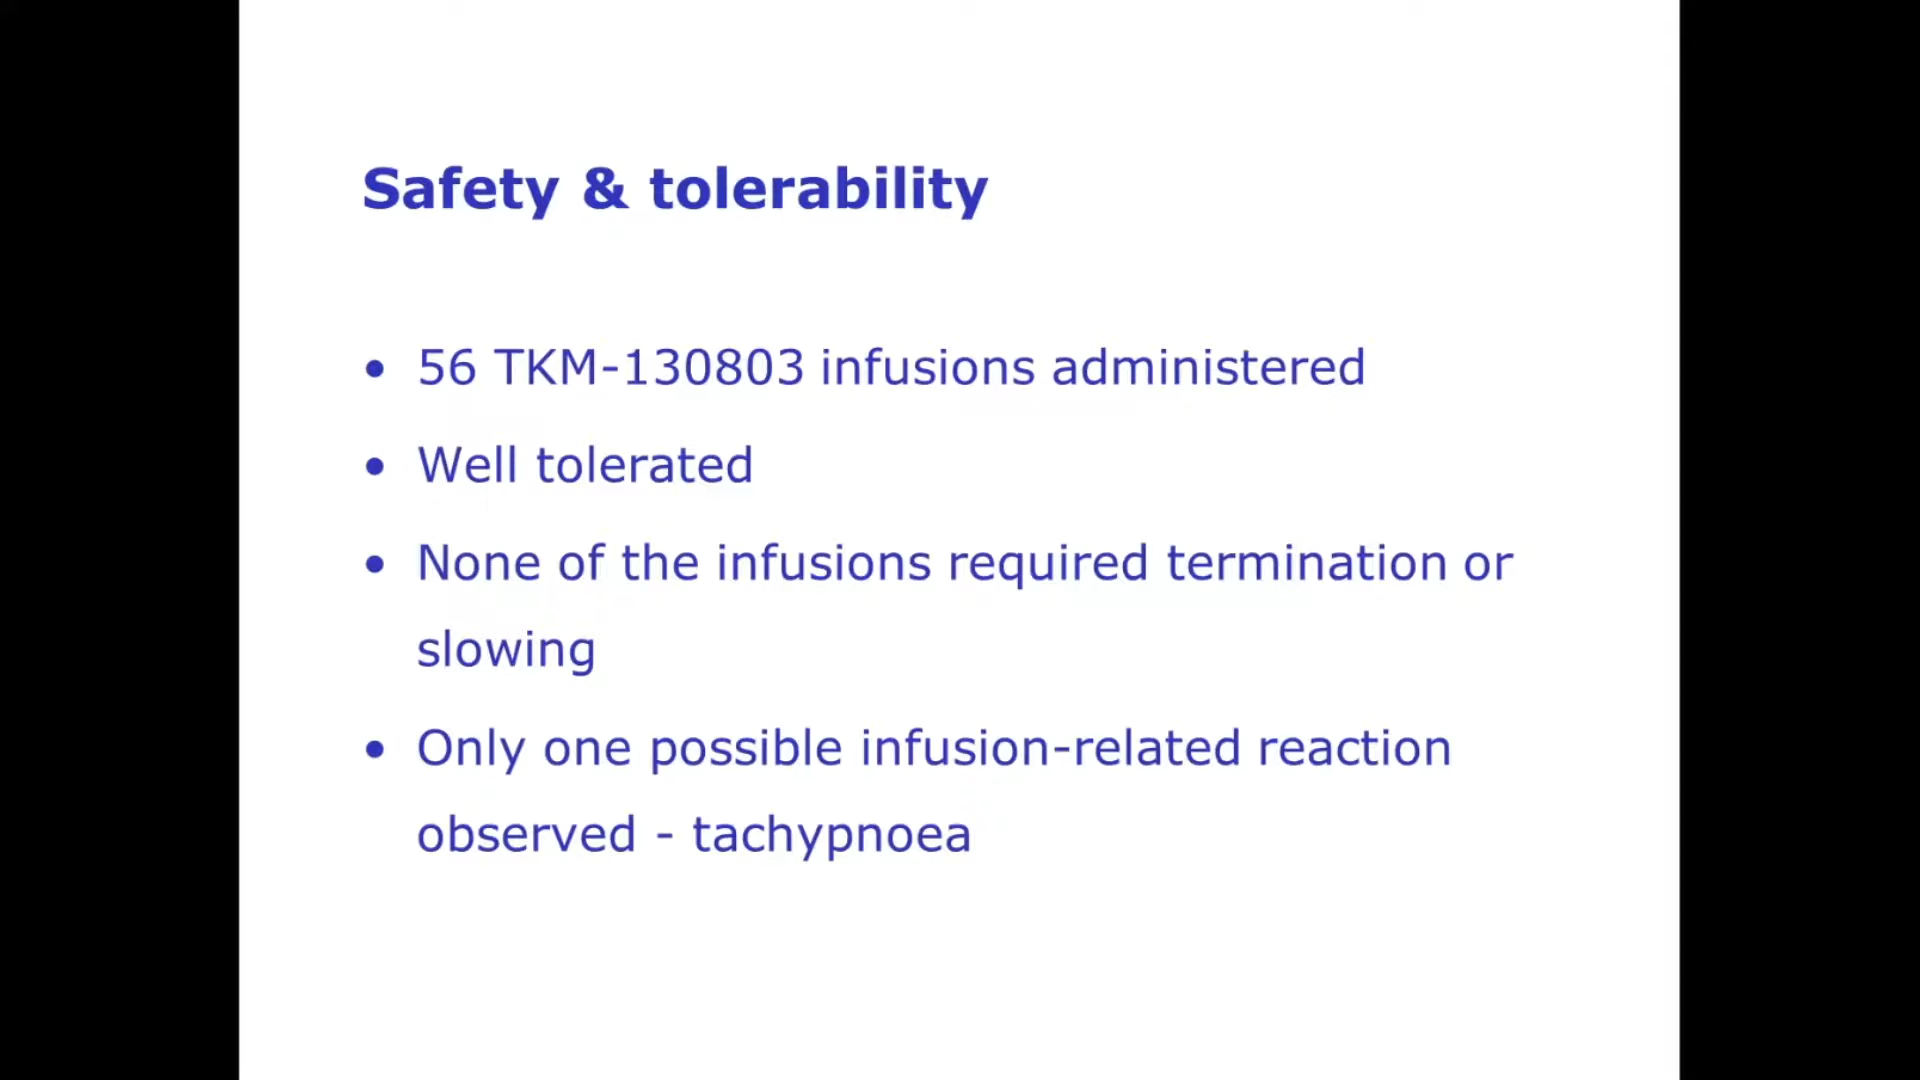 Safety & tolerability
• 56 TKM-130803 infusions administered
• Well tolerated
• None of the infusions required termination or
slowing
• Only one possible infusion-related reaction
observed - tachypnoea